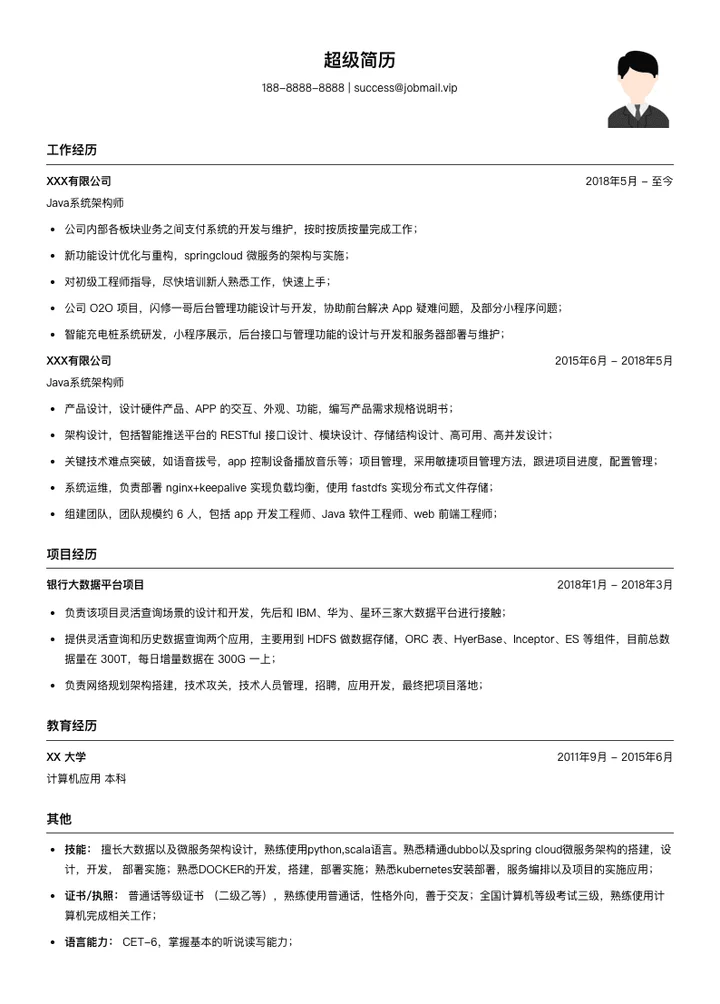 超级简历
188-8888-8888 | success@jobmail.vip
工作经历
XXX有限公司 2018年5月 – 至今
Java系统架构师
• 公司内部各板块业务之间支付系统的开发与维护，按时按质按量完成工作；
• 新功能设计优化与重构，springcloud 微服务的架构与实施；
• 对初级工程师指导，尽快培训新人熟悉工作，快速上手；
• 公司 O2O 项目，闪修一哥后台管理功能设计与开发，协助前台解决 App 疑难问题，及部分小程序问题；
• 智能充电桩系统研发，小程序展示，后台接口与管理功能的设计与开发和服务器部署与维护；
XXX有限公司 2015年6月 – 2018年5月
Java系统架构师
• 产品设计，设计硬件产品、APP 的交互、外观、功能，编写产品需求规格说明书；
• 架构设计，包括智能推送平台的 RESTful 接口设计、模块设计、存储结构设计、高可用、高并发设计；
• 关键技术难点突破，如语音拨号，app 控制设备播放音乐等；项目管理，采用敏捷项目管理方法，跟进项目进度，配置管理；
• 系统运维，负责部署 nginx+keepalive 实现负载均衡，使用 fastdfs 实现分布式文件存储；
• 组建团队，团队规模约 6 人，包括 app 开发工程师、Java 软件工程师、web 前端工程师；
项目经历
银行大数据平台项目 2018年1月 – 2018年3月
• 负责该项目灵活查询场景的设计和开发，先后和 IBM、华为、星环三家大数据平台进行接触；
• 提供灵活查询和历史数据查询两个应用，主要用到 HDFS 做数据存储，ORC 表、HyerBase、Inceptor、ES 等组件，目前总数
据量在 300T，每日增量数据在 300G 一上；
• 负责网络规划架构搭建，技术攻关，技术人员管理，招聘，应用开发，最终把项目落地；
教育经历
XX 大学 2011年9月 – 2015年6月
计算机应用 本科
其他
• 技能： 擅长大数据以及微服务架构设计，熟练使用python,scala语言。熟悉精通dubbo以及spring cloud微服务架构的搭建，设
计，开发， 部署实施；熟悉DOCKER的开发，搭建，部署实施；熟悉kubernetes安装部署，服务编排以及项目的实施应用；
• 证书/执照： 普通话等级证书 （二级乙等），熟练使用普通话，性格外向，善于交友；全国计算机等级考试三级，熟练使用计
算机完成相关工作；
• 语言能力： CET-6，掌握基本的听说读写能力；